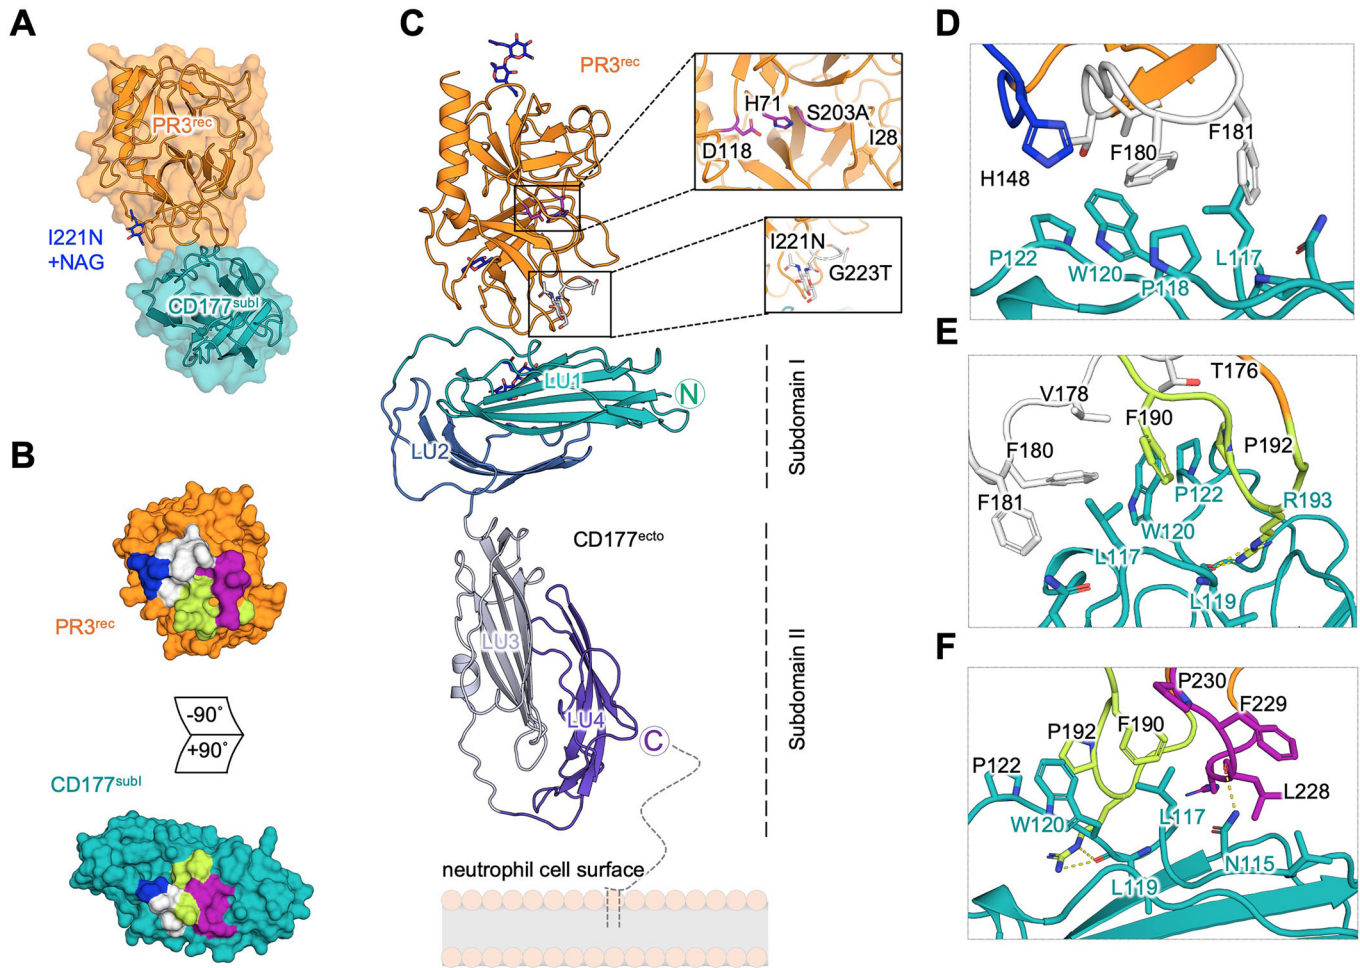 A
PR3rec
I221N
+NAG
CD177subI
B
PR3rec
-90°
+90°
CD177subI
C
PR3rec
H71
S203A
D118
I28
I221N
G223T
LU1
N
LU2
Subdomain I
CD177ecto
LU3
LU4
C
Subdomain II
neutrophil cell surface
D
F181
F180
H148
P122
W120
P118
L117
E
T176
V178
F190
P192
F180
F181
P122
R193
W120
L117
L119
F
P230
F229
P192
F190
P122
L228
W120
L117
N115
L119